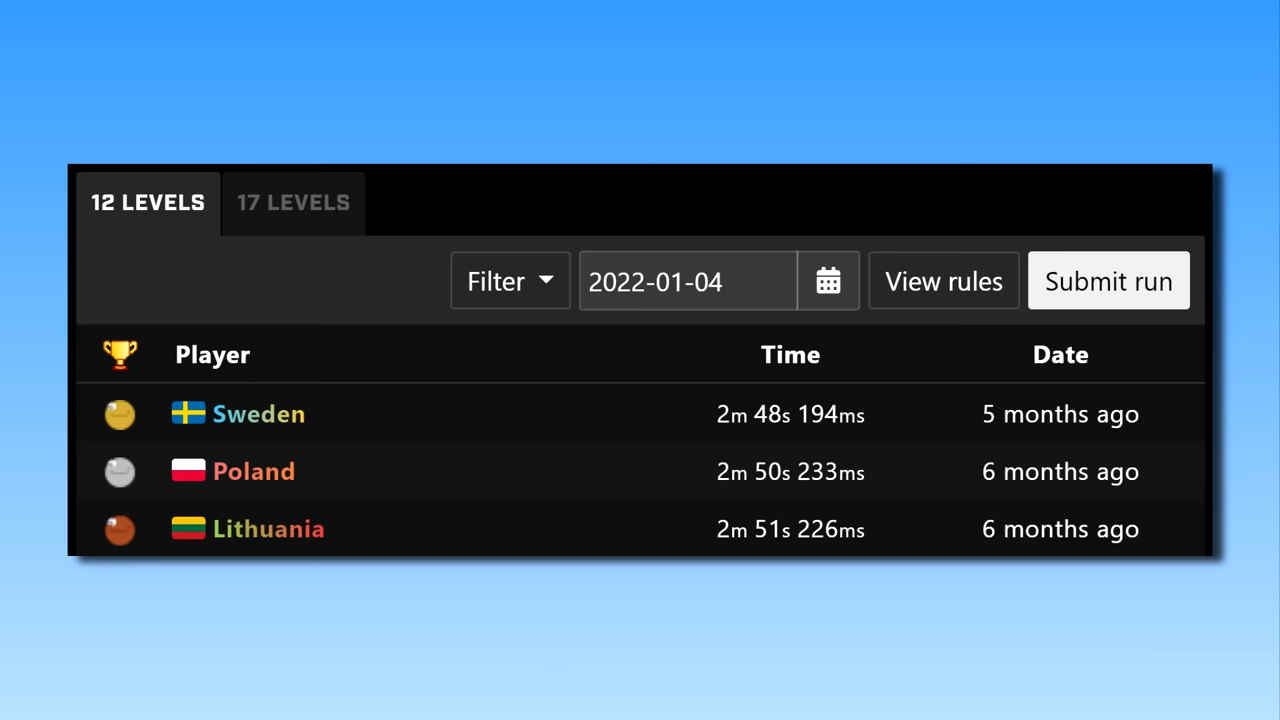 12 LEVELS 17 LEVELS
Filter 2022-01-04 View rules Submit run
Player Time Date
Sweden 2m 48s 194ms 5 months ago
Poland 2m 50s 233ms 6 months ago
Lithuania 2m 51s 226ms 6 months ago